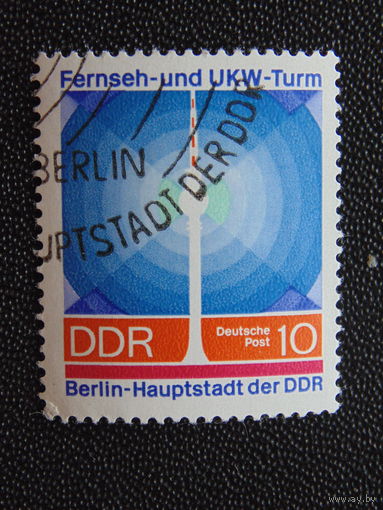 Fernseh-und UKW-Turm
BERLIN
UPTSTADT DER DDR
DDR
Deutsche
Post
10
Berlin-Hauptstadt der DDR
www.ay.by